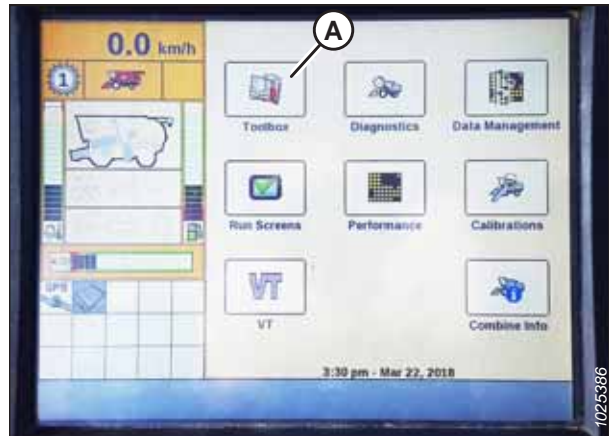 A
0.0 km/h
1
Toolbox
Diagnostics
Data Management
Run Screens
Performance
Calibrations
GPS
VT
VT
Combine Info
3:30 pm - Mar 22, 2018
1025386